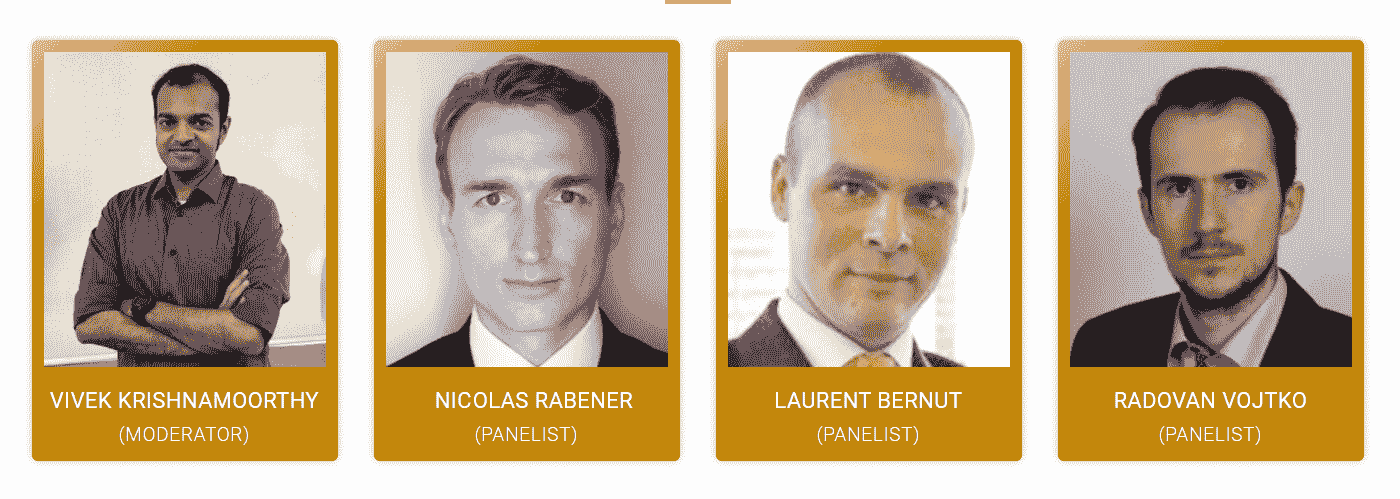 VIVEK KRISHNAMOORTHY
(MODERATOR)
NICOLAS RABENER
(PANELIST)
LAURENT BERNUT
(PANELIST)
RADOVAN VOJTKO
(PANELIST)